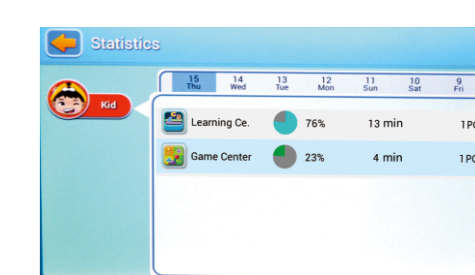 Statistics
15 14 13 12 11 10 9
Thu Wed Tue Mon Sun Sat Fri
Kid
Learning Ce. 76% 13 min
Game Center 23% 4 min